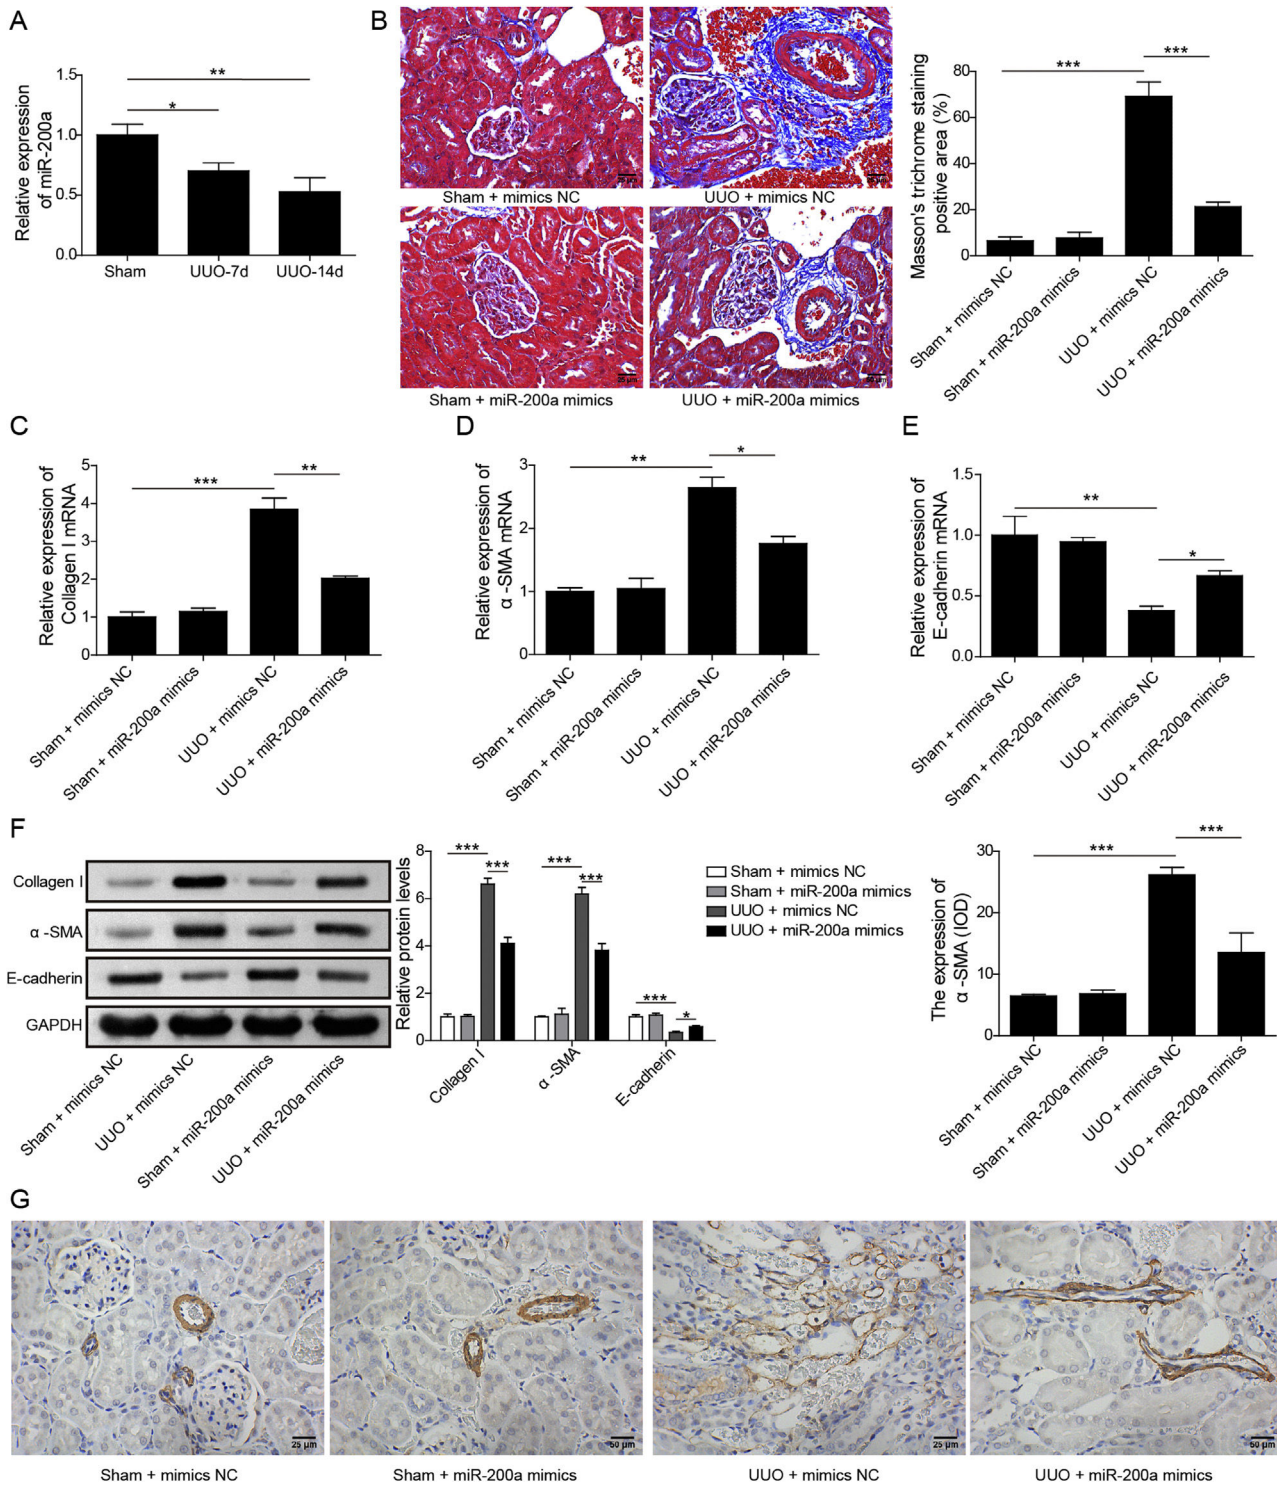 A
Relative expression
of miR-200a
1.5
1.0
0.5
0.0
**
*
Sham
UUO-7d
UUO-14d
B
25 μm
Sham + mimics NC
UUO + mimics NC
25 μm
Sham + miR-200a mimics
50 μm
UUO + miR-200a mimics
Masson's trichrome staining
positive area (%)
80
60
40
20
0
***
***
Sham + mimics NC
Sham + miR-200a mimics
UUO + mimics NC
UUO + miR-200a mimics
C
Relative expression of
Collagen I mRNA
5
4
3
2
1
0
***
**
Sham + mimics NC
Sham + miR-200a mimics
UUO + mimics NC
UUO + miR-200a mimics
D
Relative expression of
α -SMA mRNA
3
2
1
0
**
*
Sham + mimics NC
Sham + miR-200a mimics
UUO + mimics NC
UUO + miR-200a mimics
E
Relative expression of
E-cadherin mRNA
1.5
1.0
0.5
0.0
**
*
Sham + mimics NC
Sham + miR-200a mimics
UUO + mimics NC
UUO + miR-200a mimics
F
Collagen I
α -SMA
E-cadherin
GAPDH
Sham + mimics NC
UUO + mimics NC
Sham + miR-200a mimics
UUO + miR-200a mimics
Relative protein levels
8
6
4
2
0
***
***
***
***
***
*
Collagen I
α -SMA
E-cadherin
Sham + mimics NC
Sham + miR-200a mimics
UUO + mimics NC
UUO + miR-200a mimics
The expression of
α -SMA (IOD)
30
20
10
0
***
***
Sham + mimics NC
Sham + miR-200a mimics
UUO + mimics NC
UUO + miR-200a mimics
G
25 μm
50 μm
25 μm
50 μm
Sham + mimics NC
Sham + miR-200a mimics
UUO + mimics NC
UUO + miR-200a mimics